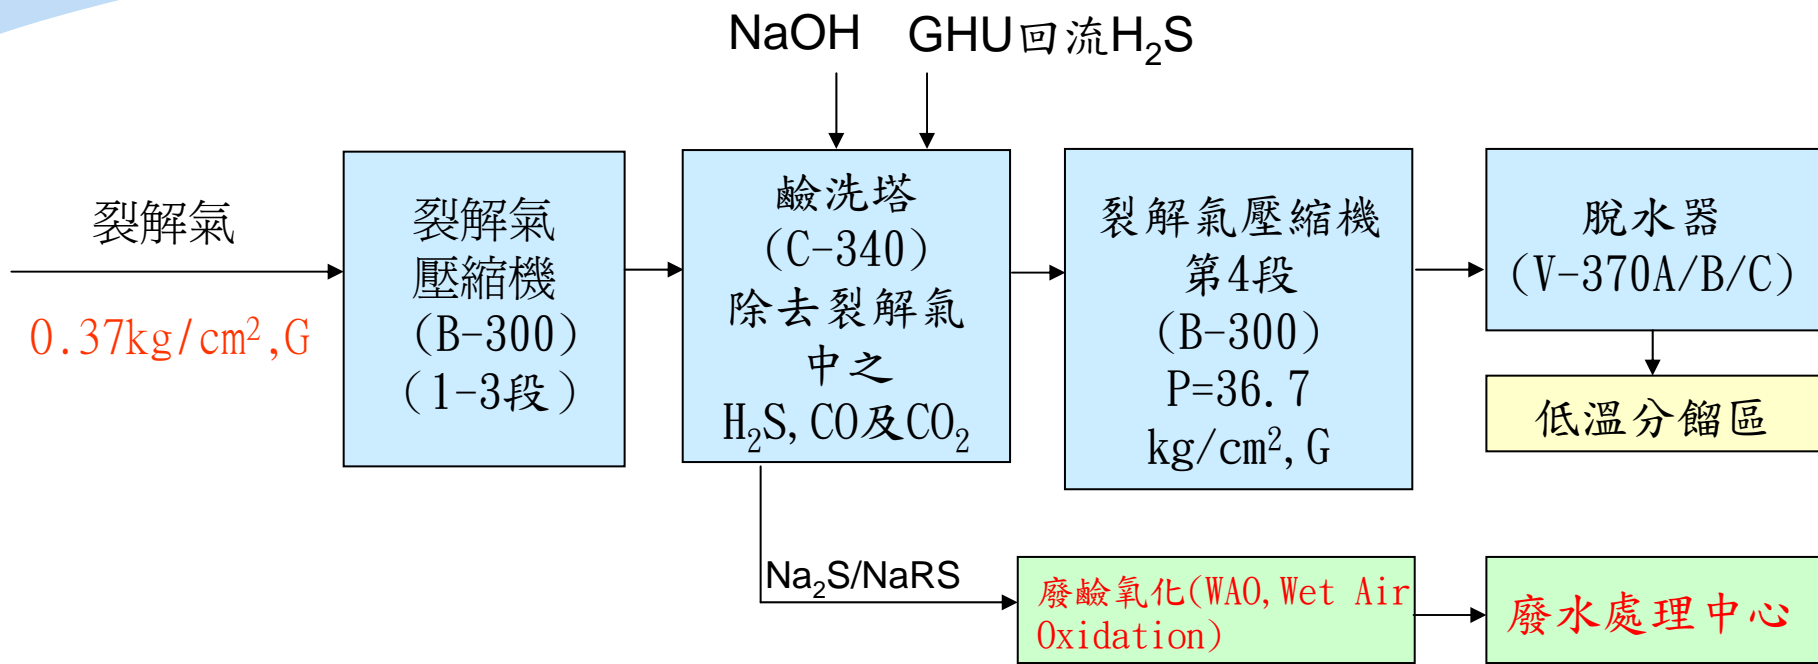 NaOH
GHU回流H₂S
裂解氣
0.37kg/cm²,G
裂解氣
壓縮機
(B-300)
(1-3段)
鹼洗塔
(C-340)
除去裂解氣
中之
H₂S,CO及CO₂
裂解氣壓縮機
第4段
(B-300)
P=36.7
kg/cm²,G
脫水器
(V-370A/B/C)
低溫分餾區
Na₂S/NaRS
廢鹼氧化(WAO,Wet Air
Oxidation)
廢水處理中心